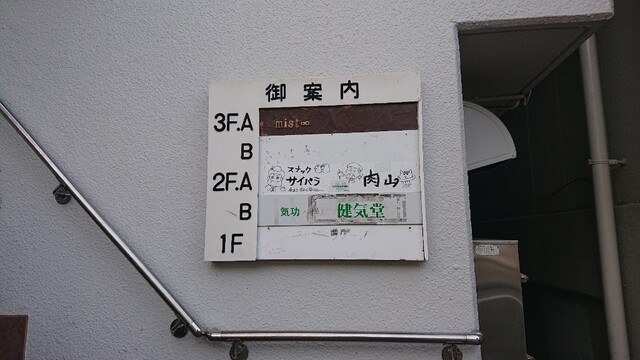 御案内
3F.A mist∞
B
2F.A スナック サイバラ 肉山
B 気功 健気堂
1F